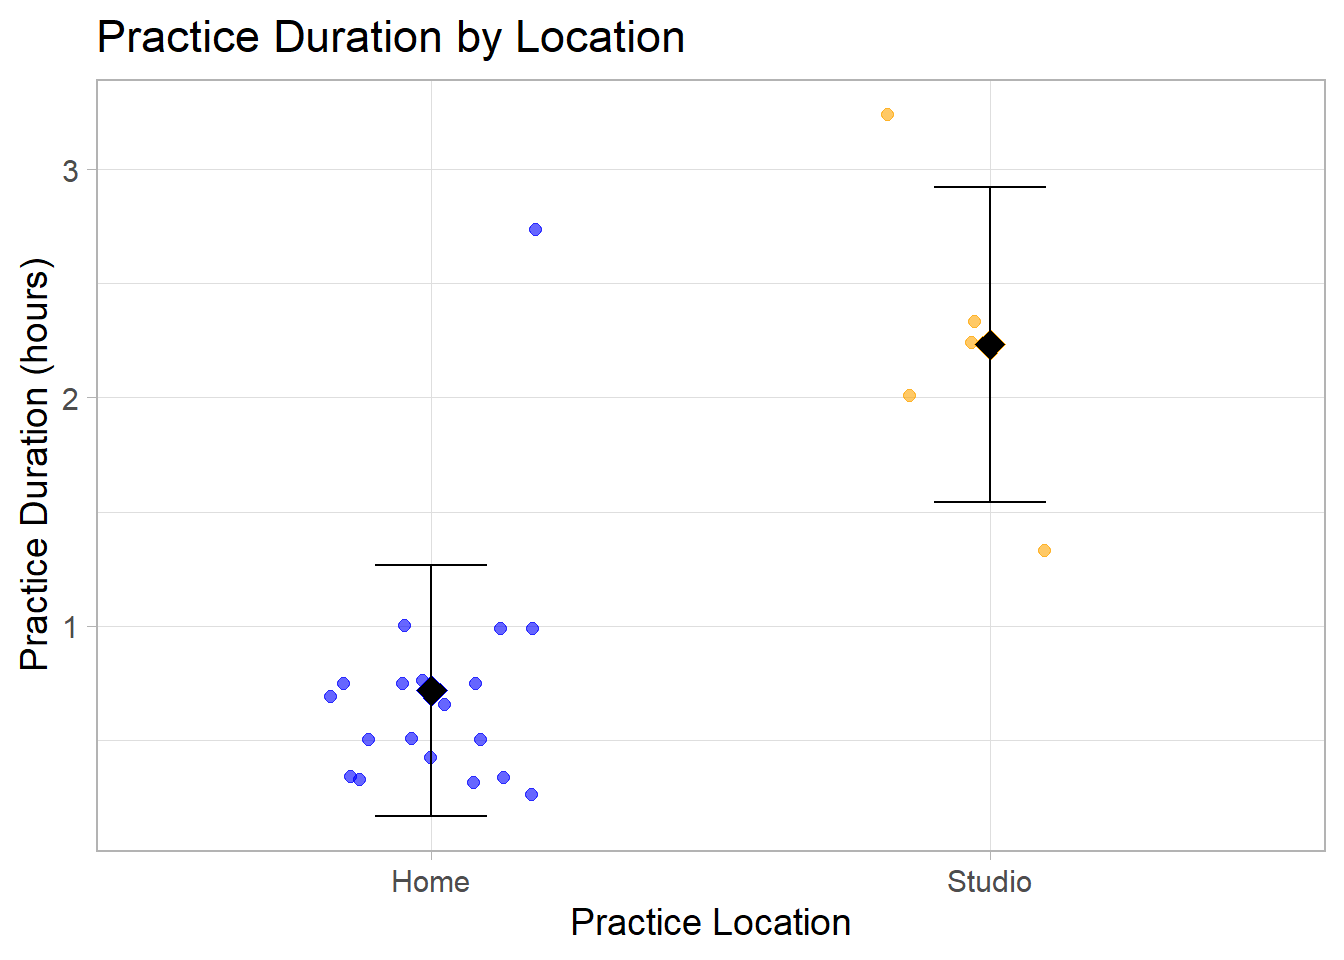 Practice Duration by Location
Practice Duration (hours)
3
2
1
Home
Studio
Practice Location